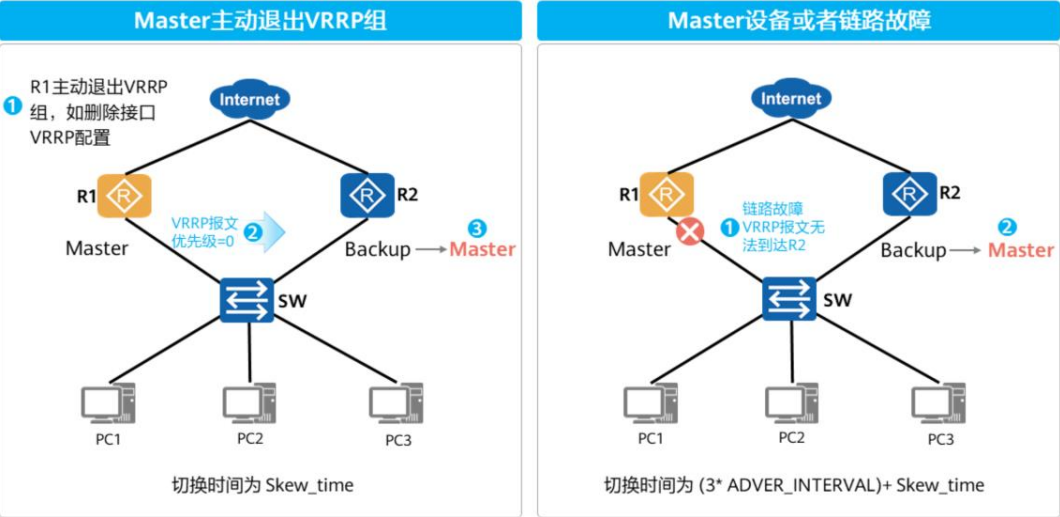 Master主动退出VRRP组
1
R1主动退出VRRP
组，如删除接口
VRRP配置
Internet
R1
R2
VRRP报文
优先级=0
2
3
Master
Backup
Master
SW
PC1
PC2
PC3
切换时间为 Skew_time
Master设备或者链路故障
Internet
R1
R2
1
链路故障
VRRP报文无
法到达R2
2
Master
Backup
Master
SW
PC1
PC2
PC3
切换时间为 (3* ADVER_INTERVAL)+ Skew_time